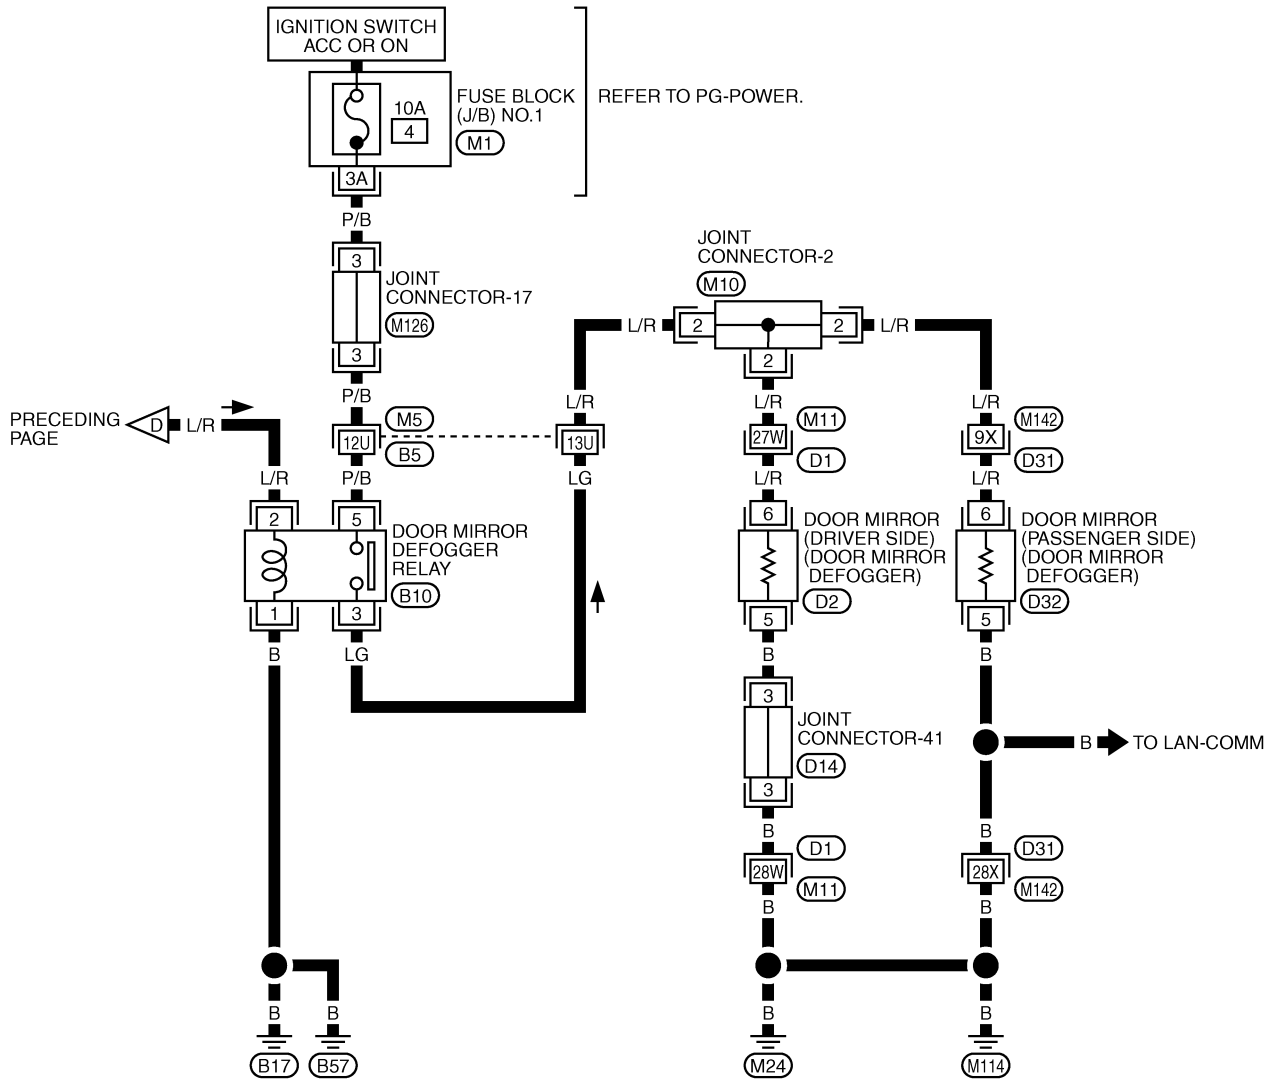 IGNITION SWITCH
ACC OR ON
10A
4
FUSE BLOCK
(J/B) NO.1
M1
REFER TO PG-POWER.
3A
P/B
3
JOINT
CONNECTOR-17
M126
3
P/B
JOINT
CONNECTOR-2
M10
L/R
2
2
L/R
2
PRECEDING
PAGE
D
L/R
M5
12U
B5
L/R
13U
LG
L/R
M11
27W
D1
L/R
L/R
M142
9X
D31
L/R
L/R
P/B
2
5
DOOR MIRROR
DEFOGGER
RELAY
B10
1
3
B
LG
6
DOOR MIRROR
(DRIVER SIDE)
(DOOR MIRROR
DEFOGGER)
D2
5
B
6
DOOR MIRROR
(PASSENGER SIDE)
(DOOR MIRROR
DEFOGGER)
D32
5
B
3
JOINT
CONNECTOR-41
D14
3
B
B
TO LAN-COMM
B
D1
28W
M11
B
D31
28X
M142
B
B
B
B
B
B17
B57
M24
M114